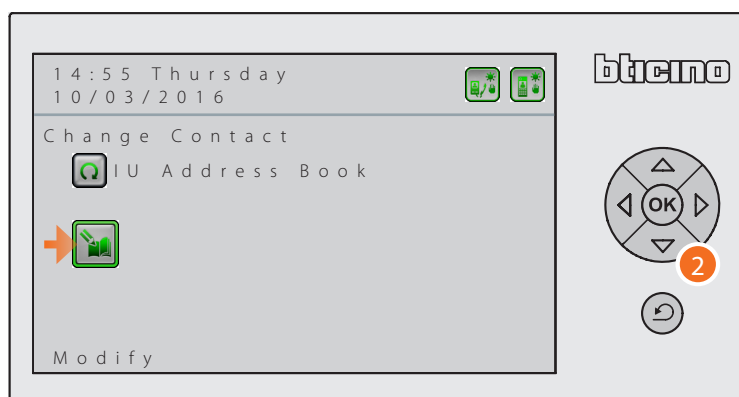 14:55 Thursday
10/03/2016
bticino
Change Contact
IU Address Book
OK
2
Modify